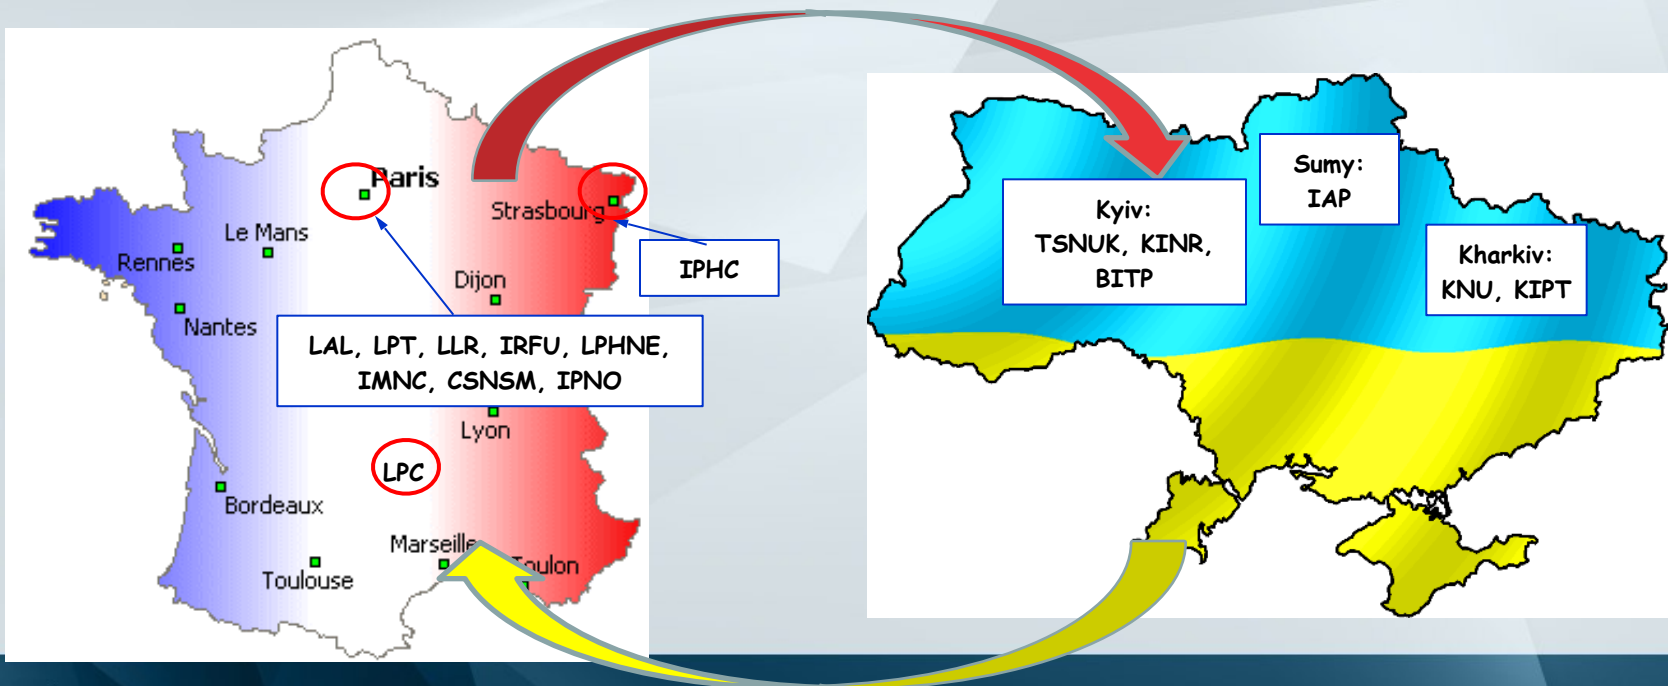 Paris
Strasbourg
Le Mans
Rennes
IPHC
Dijon
Nantes
LAL, LPT, LLR, IRFU, LPHNE,
IMNC, CSNSM, IPNO
Lyon
LPC
Bordeaux
Marseille
Toulon
Toulouse
Kyiv:
TSNUK, KINR,
BITP
Sumy:
IAP
Kharkiv:
KNU, KIPT